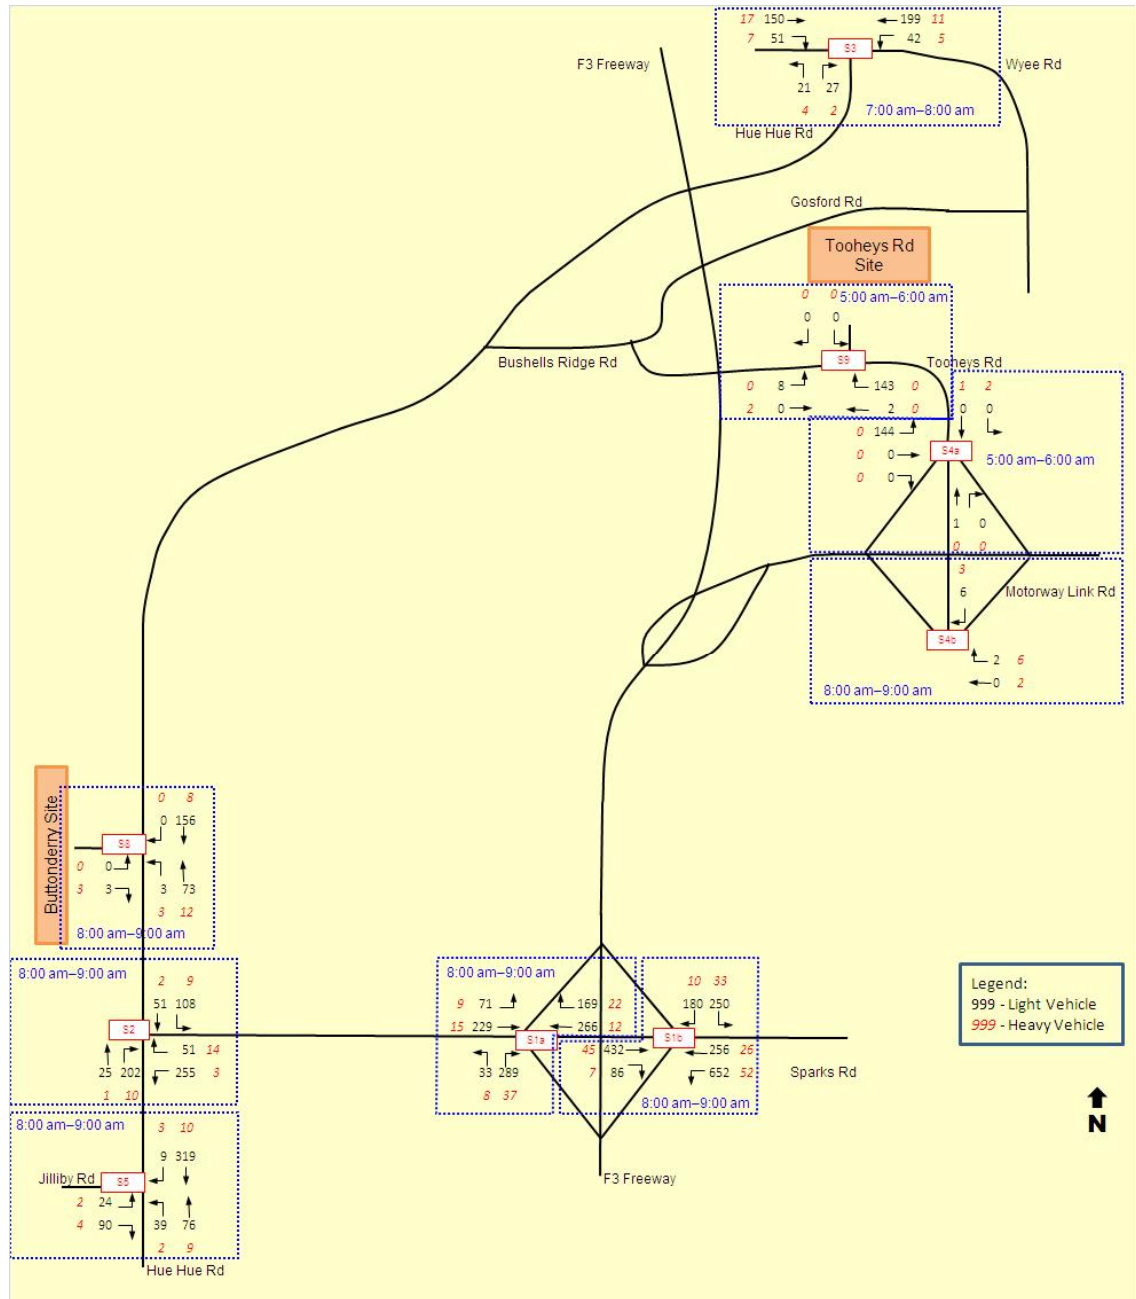 17 150 199 11
7 51 S3 42 5
F3 Freeway
Wyee Rd
21 27
4 2
7:00 am–8:00 am
Hue Hue Rd
Gosford Rd
Tooheys Rd
Site
0 0
5:00 am–6:00 am
0 0
Bushells Ridge Rd
S9
Tooheys Rd
0 8 143 0
2 0 2 0
1 2
0 0
0 144
0 0
0 0
S4a
5:00 am–6:00 am
1 0
0 0
3
6
Motorway Link Rd
S4b
2 6
0 2
8:00 am–9:00 am
Buttonderry Site
0 8
0 156
S8
0 0
3 3
3 73
3 12
8:00 am–9:00 am
8:00 am–9:00 am
2 9
51 108
S2
51 14
25 202 255 3
1 10
8:00 am–9:00 am
9 71 169 22
15 229 266 12
S1a
33 289
8 37
10 33
180 250
S1b
45 432 256 26
7 86 652 52
8:00 am–9:00 am
Sparks Rd
F3 Freeway
Legend:
999 - Light Vehicle
999 - Heavy Vehicle
N
8:00 am–9:00 am
3 10
9 319
Jilliby Rd
S5
2 24
4 90 39 76
2 9
Hue Hue Rd